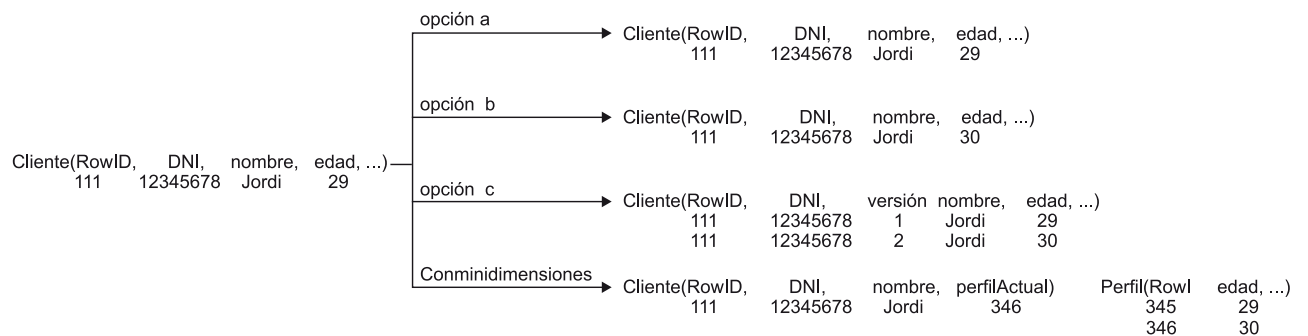 opción a
Cliente(RowID, DNI, nombre, edad, ...)
111 12345678 Jordi 29
opción b
Cliente(RowID, DNI, nombre, edad, ...)
111 12345678 Jordi 30
Cliente(RowID, DNI, nombre, edad, ...)
111 12345678 Jordi 29
opción c
Cliente(RowID, DNI, versión nombre, edad, ...)
111 12345678 1 Jordi 29
111 12345678 2 Jordi 30
Conminidimensiones
Cliente(RowID, DNI, nombre, perfilActual) Perfil(RowI edad, ...)
111 12345678 Jordi 346 345 29
346 30